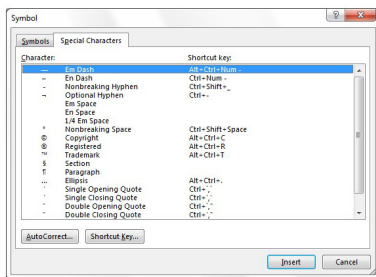 Symbol
Symbols Special Characters
Character: Shortcut key:
— Em Dash Alt+Ctrl+Num -
– En Dash Ctrl+Num -
- Nonbreaking Hyphen Ctrl+Shift+_
¬ Optional Hyphen Ctrl+-
Em Space
En Space
1/4 Em Space
° Nonbreaking Space Ctrl+Shift+Space
© Copyright Alt+Ctrl+C
® Registered Alt+Ctrl+R
™ Trademark Alt+Ctrl+T
§ Section
¶ Paragraph
… Ellipsis Alt+Ctrl+.
‘ Single Opening Quote Ctrl+`,`
’ Single Closing Quote Ctrl+','
“ Double Opening Quote Ctrl+`,"
” Double Closing Quote Ctrl+',"
AutoCorrect... Shortcut Key...
Insert Cancel